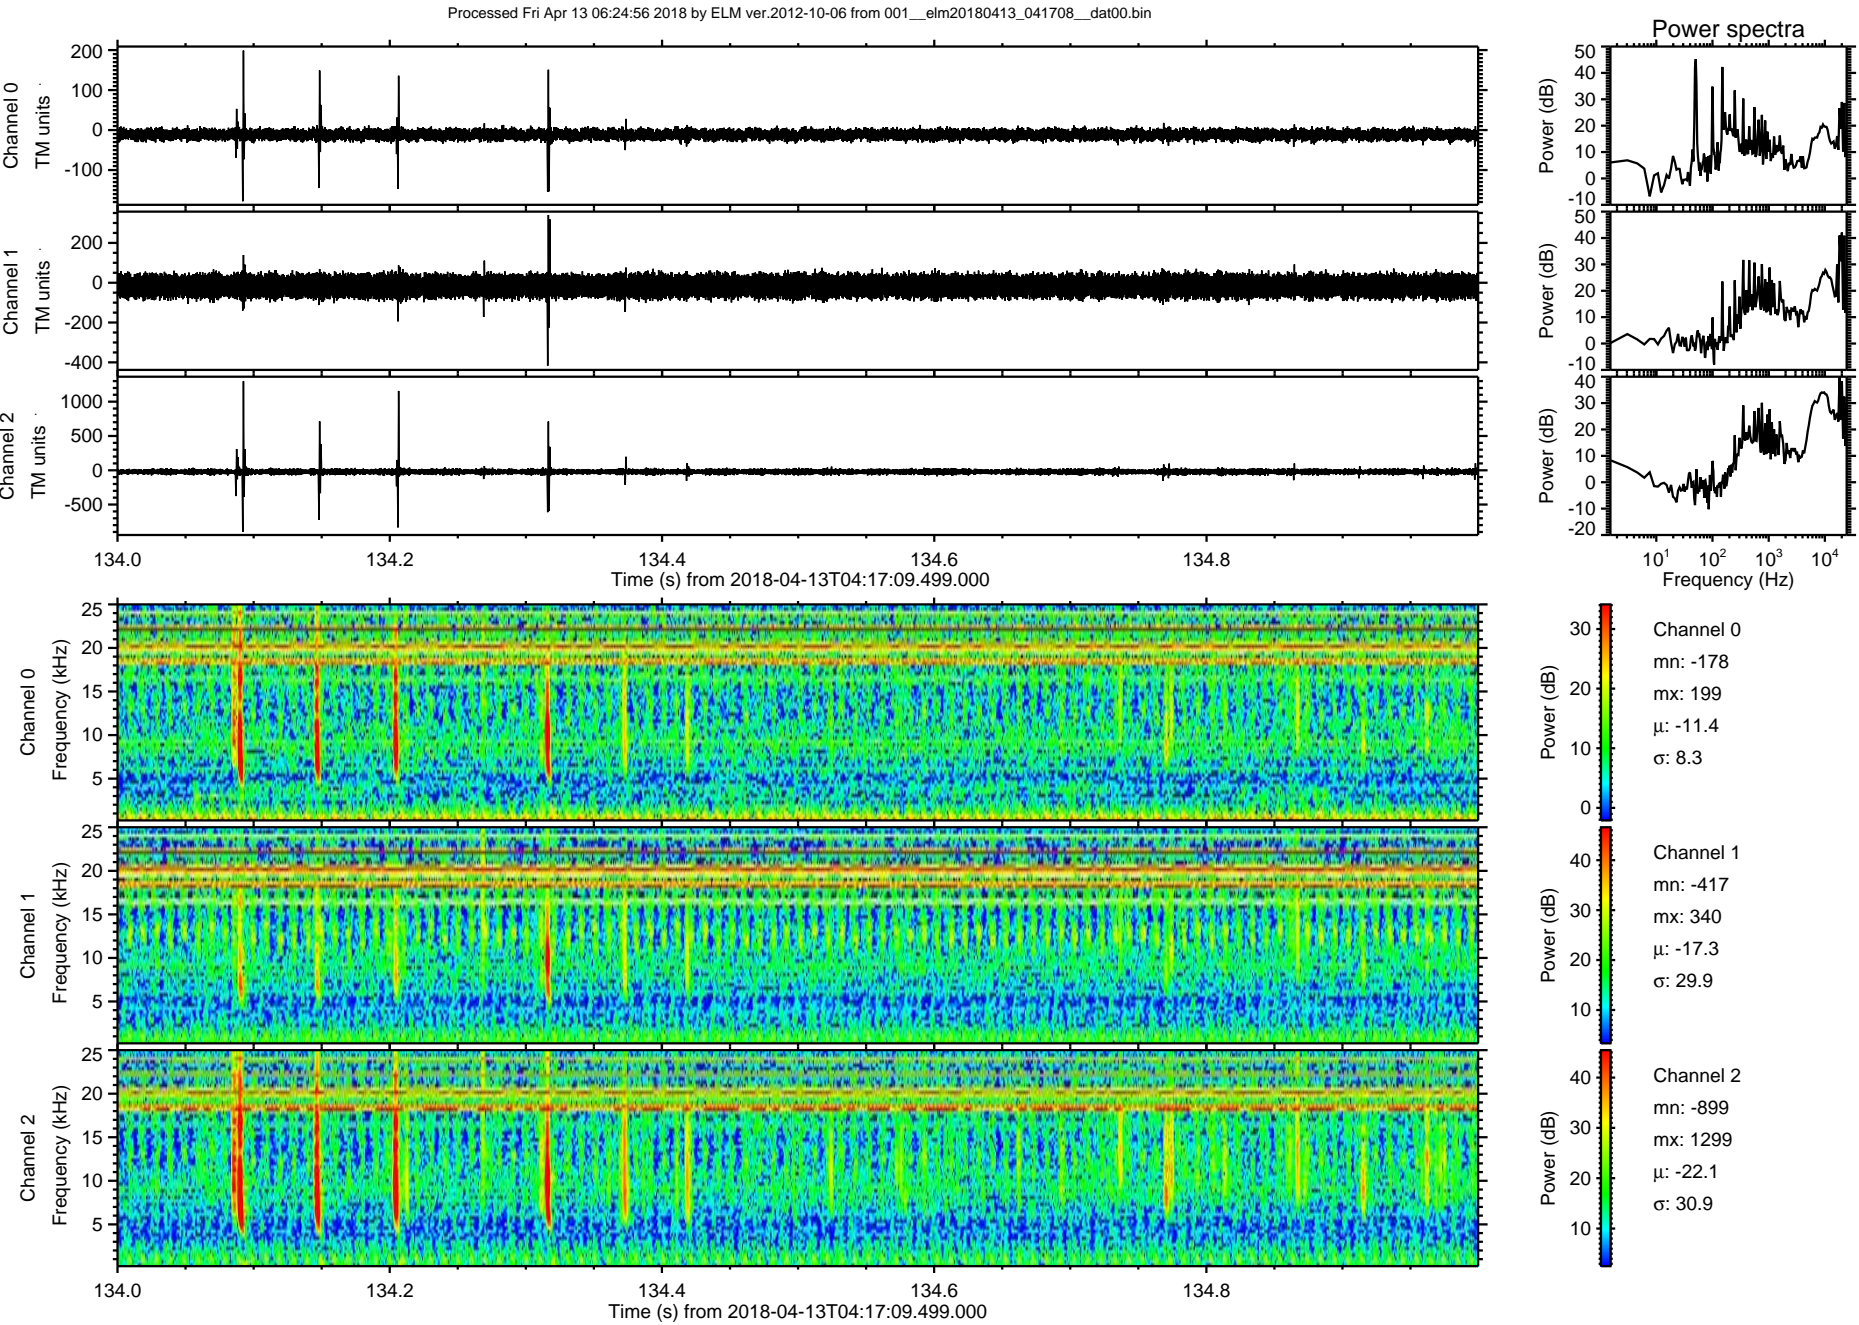 Processed Fri Apr 13 06:24:56 2018 by ELM ver.2012-10-06 from 001__elm20180413_041708__dat00.bin
Power spectra
Channel 0
TM units
200
100
0
-100
Power (dB)
50
40
30
20
10
0
-10
Channel 1
TM units
200
0
-200
-400
Power (dB)
50
40
30
20
10
0
-10
Channel 2
TM units
1000
500
0
-500
Power (dB)
40
30
20
10
0
-10
-20
134.0 134.2 134.4 134.6 134.8
Time (s) from 2018-04-13T04:17:09.499.000
10^1 10^2 10^3 10^4
Frequency (Hz)
Channel 0
Frequency (kHz)
25
20
15
10
5
Power (dB)
30
20
10
0
Channel 0
mn: -178
mx: 199
μ: -11.4
σ: 8.3
Channel 1
Frequency (kHz)
25
20
15
10
5
Power (dB)
40
30
20
10
Channel 1
mn: -417
mx: 340
μ: -17.3
σ: 29.9
Channel 2
Frequency (kHz)
25
20
15
10
5
Power (dB)
40
30
20
10
Channel 2
mn: -899
mx: 1299
μ: -22.1
σ: 30.9
134.0 134.2 134.4 134.6 134.8
Time (s) from 2018-04-13T04:17:09.499.000